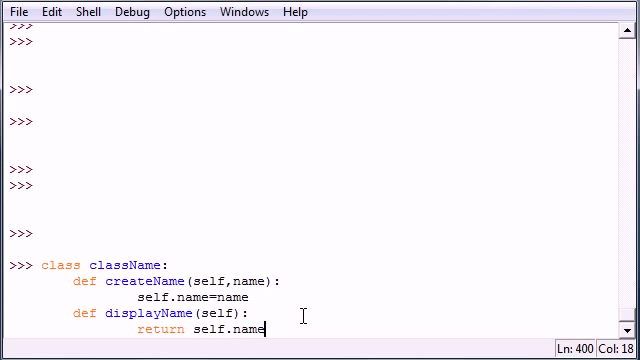 File Edit Shell Debug Options Windows Help
>>>
>>>
>>>
>>>
>>>
>>>
>>>
>>> class className:
def createName(self,name):
self.name=name
def displayName(self):
return self.name
Ln: 400 Col: 18